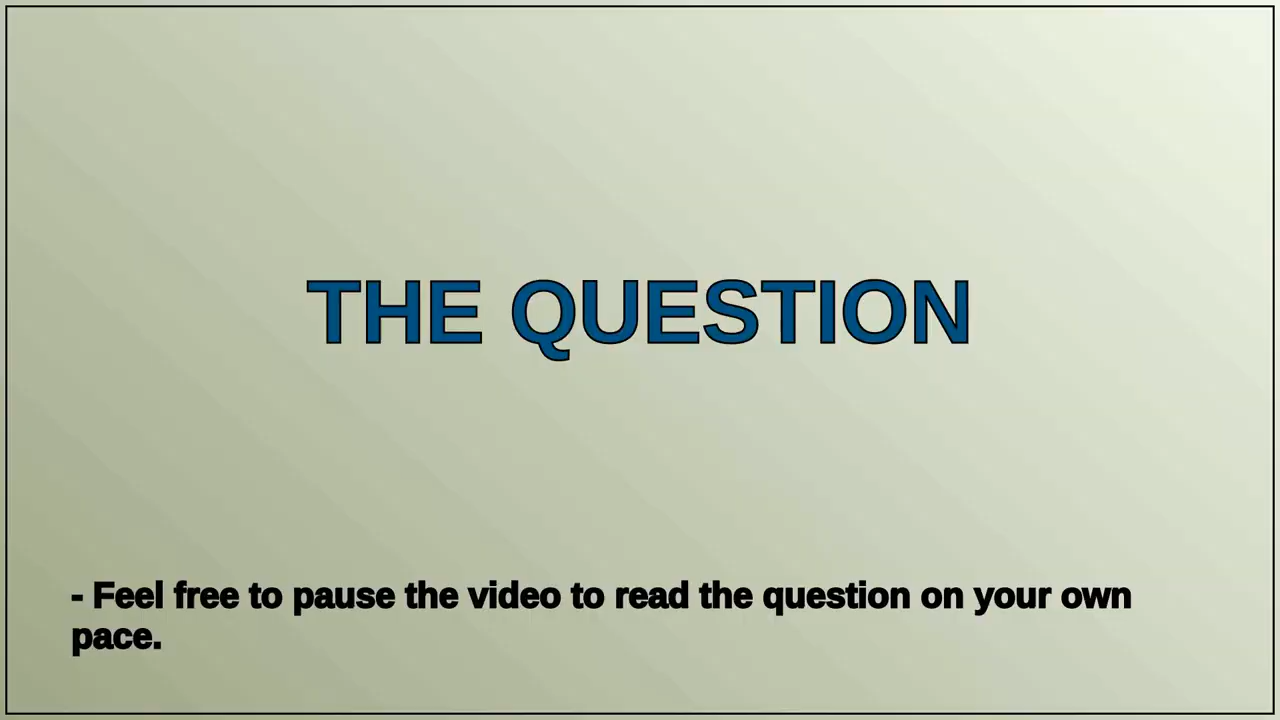 THE QUESTION
- Feel free to pause the video to read the question on your own
pace.